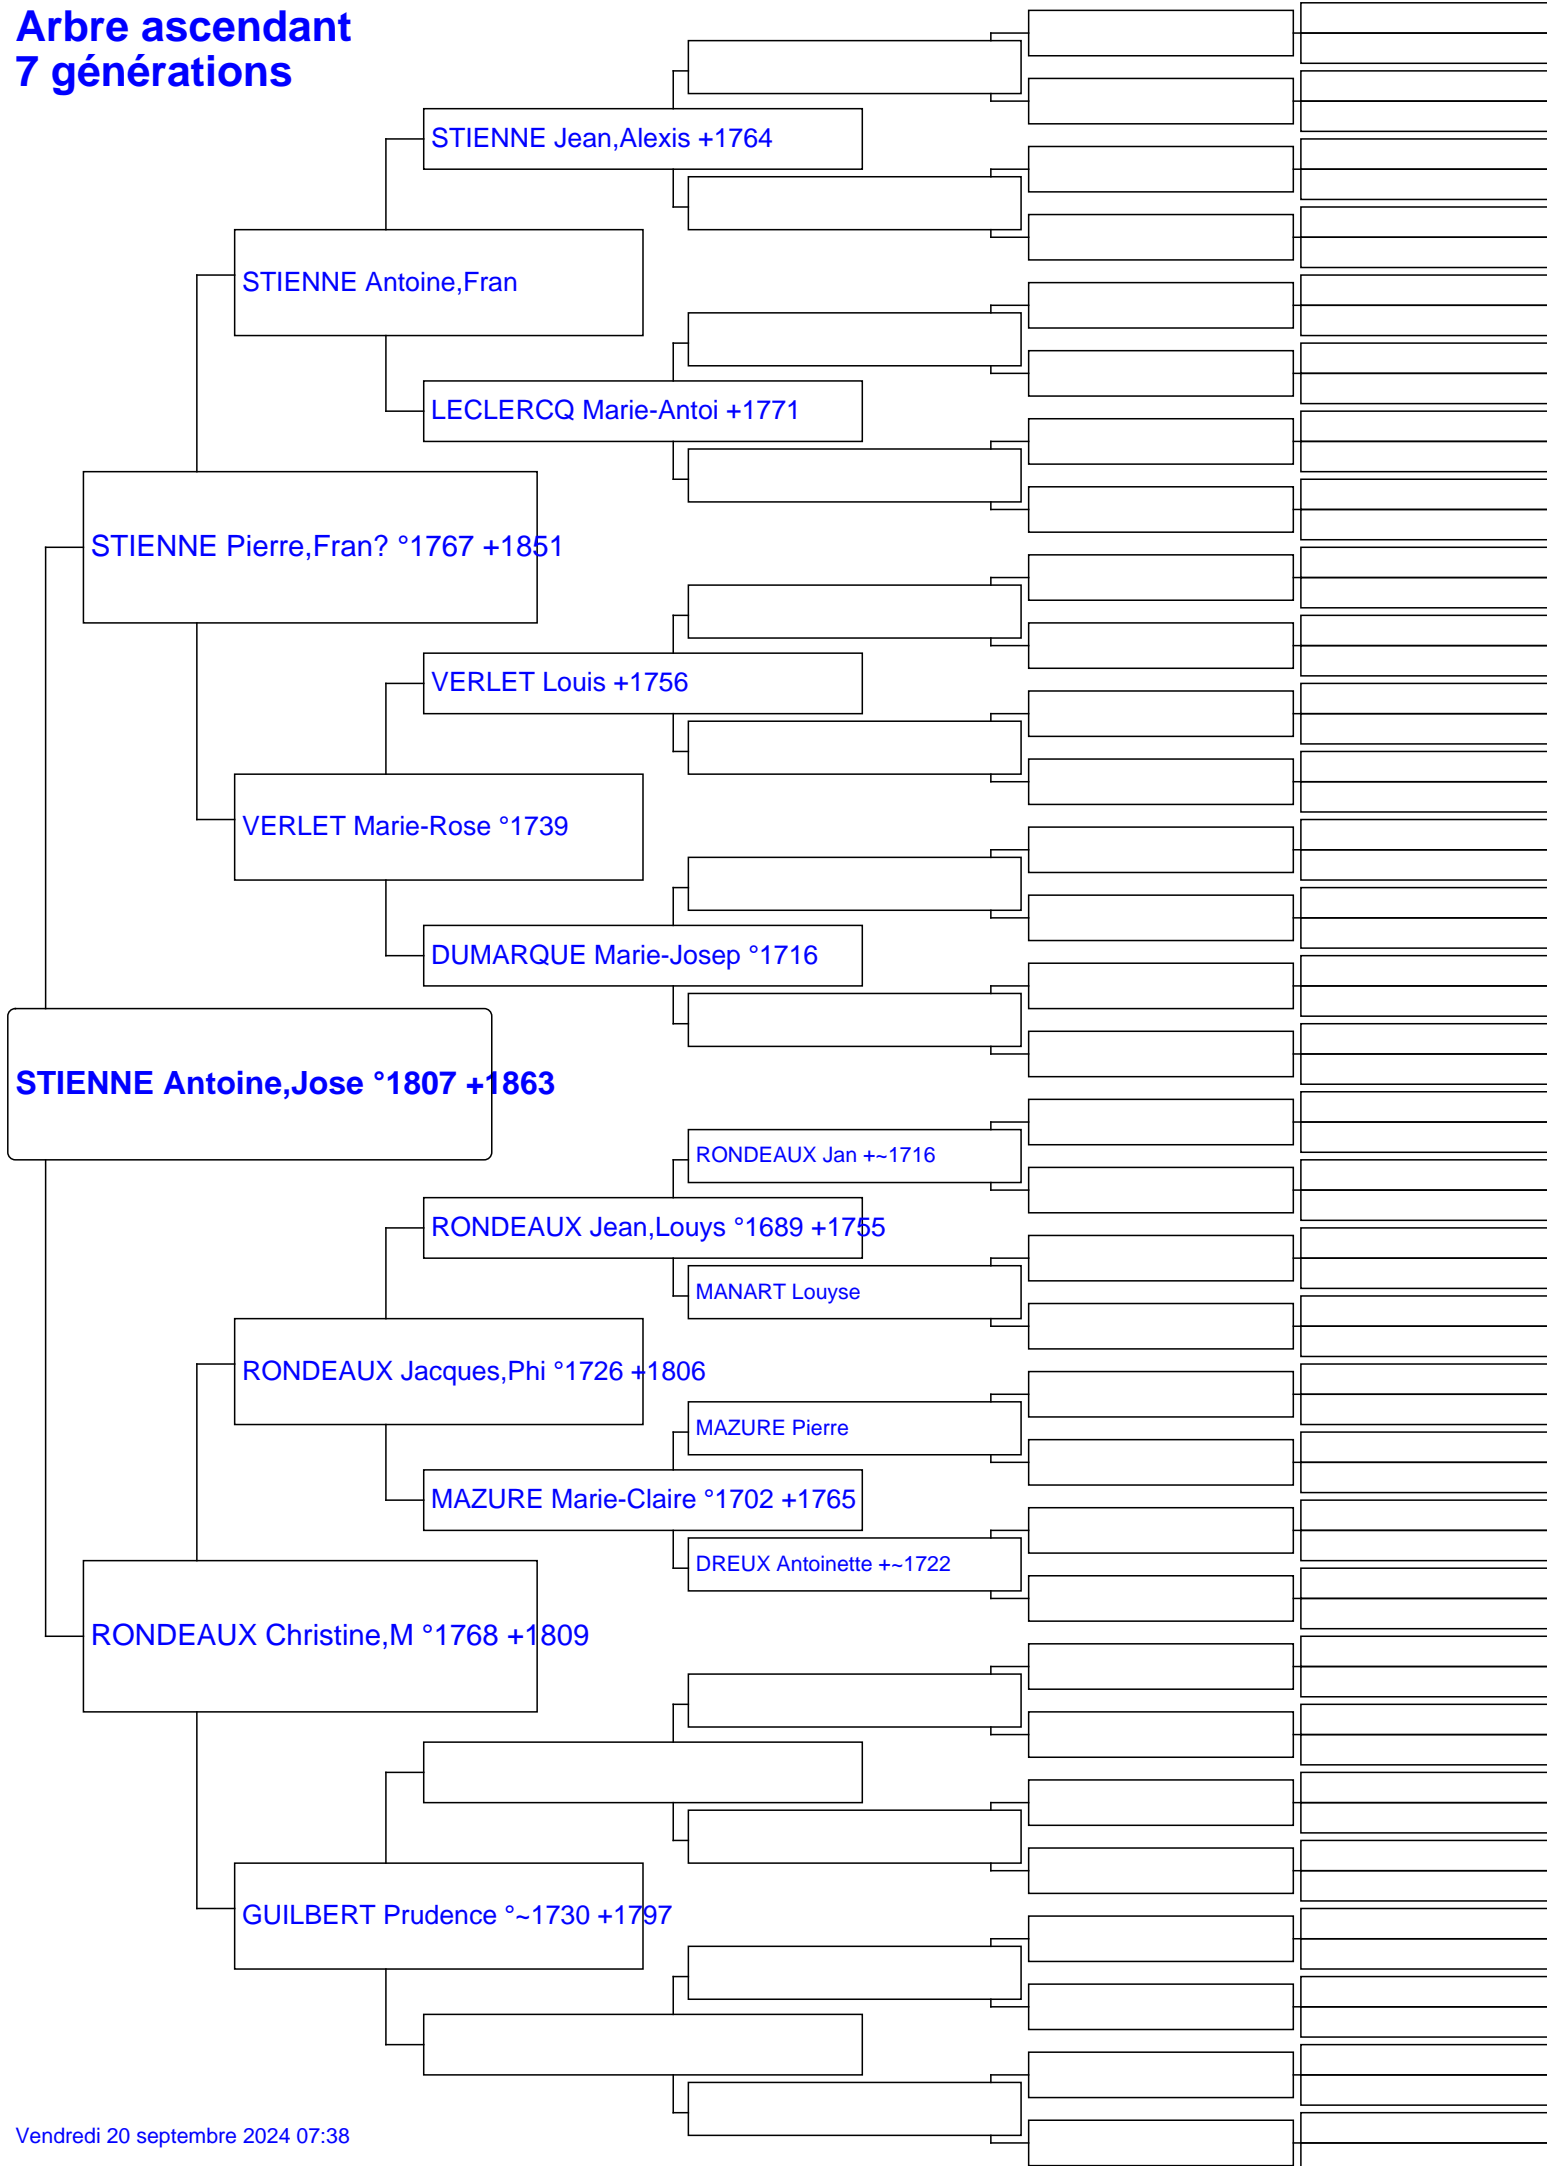 Arbre ascendant
7 générations
STIENNE Jean,Alexis +1764
STIENNE Antoine,Fran
LECLERCQ Marie-Antoi +1771
STIENNE Pierre,Fran? °1767 +1851
VERLET Louis +1756
VERLET Marie-Rose °1739
DUMARQUE Marie-Josep °1716
STIENNE Antoine,Jose °1807 +1863
RONDEAUX Jan +~1716
RONDEAUX Jean,Louys °1689 +1755
MANART Louyse
RONDEAUX Jacques,Phi °1726 +1806
MAZURE Pierre
MAZURE Marie-Claire °1702 +1765
DREUX Antoinette +~1722
RONDEAUX Christine,M °1768 +1809
GUILBERT Prudence °~1730 +1797
Vendredi 20 septembre 2024 07:38